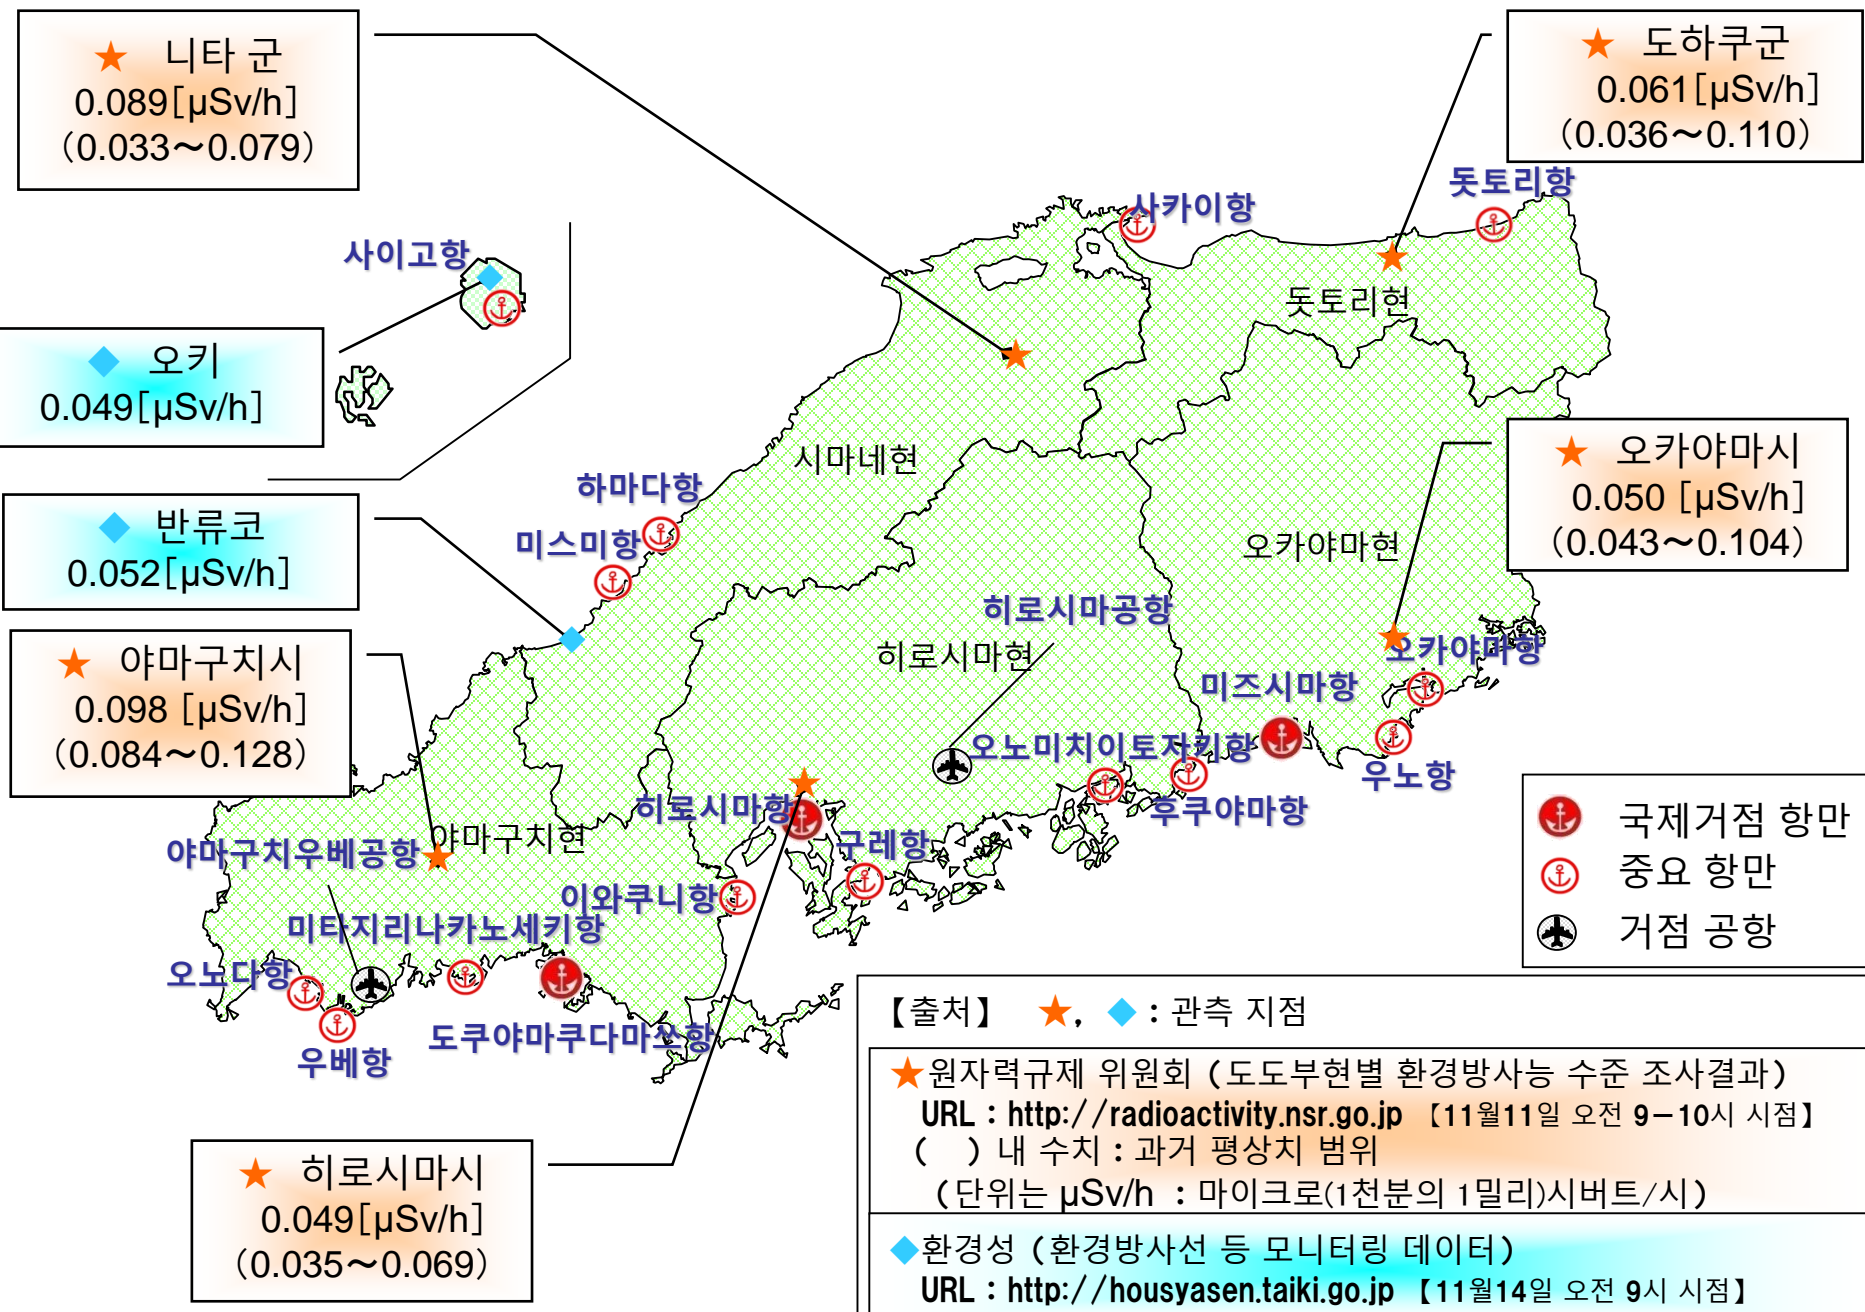 ★ 니타 군
0.089[μSv/h]
(0.033～0.079)
★ 도하쿠군
0.061[μSv/h]
(0.036～0.110)
돗토리항
사카이항
사이고항
돗토리현
◆ 오키
0.049[μSv/h]
시마네현
★ 오카야마시
0.050 [μSv/h]
(0.043～0.104)
하마다항
미스미항
◆ 반류코
0.052[μSv/h]
오카야마현
히로시마공항
히로시마현
오카야마항
미즈시마항
★ 야마구치시
0.098 [μSv/h]
(0.084～0.128)
오노미치이토자키항
우노항
후쿠야마항
히로시마항
야마구치현
구레항
야마구치우베공항
이와쿠니항
미타지리나카노세키항
오노다항
도쿠야마쿠다마쓰항
우베항
국제거점 항만
중요 항만
거점 공항
★ 히로시마시
0.049[μSv/h]
(0.035～0.069)
【출처】 ★, ◆ : 관측 지점
★원자력규제 위원회 (도도부현별 환경방사능 수준 조사결과)
URL : http://radioactivity.nsr.go.jp 【11월11일 오전 9－10시 시점】
( ) 내 수치 : 과거 평상치 범위
(단위는 μSv/h : 마이크로(1천분의 1밀리)시버트/시)
◆환경성 (환경방사선 등 모니터링 데이터)
URL : http://housyasen.taiki.go.jp 【11월14일 오전 9시 시점】